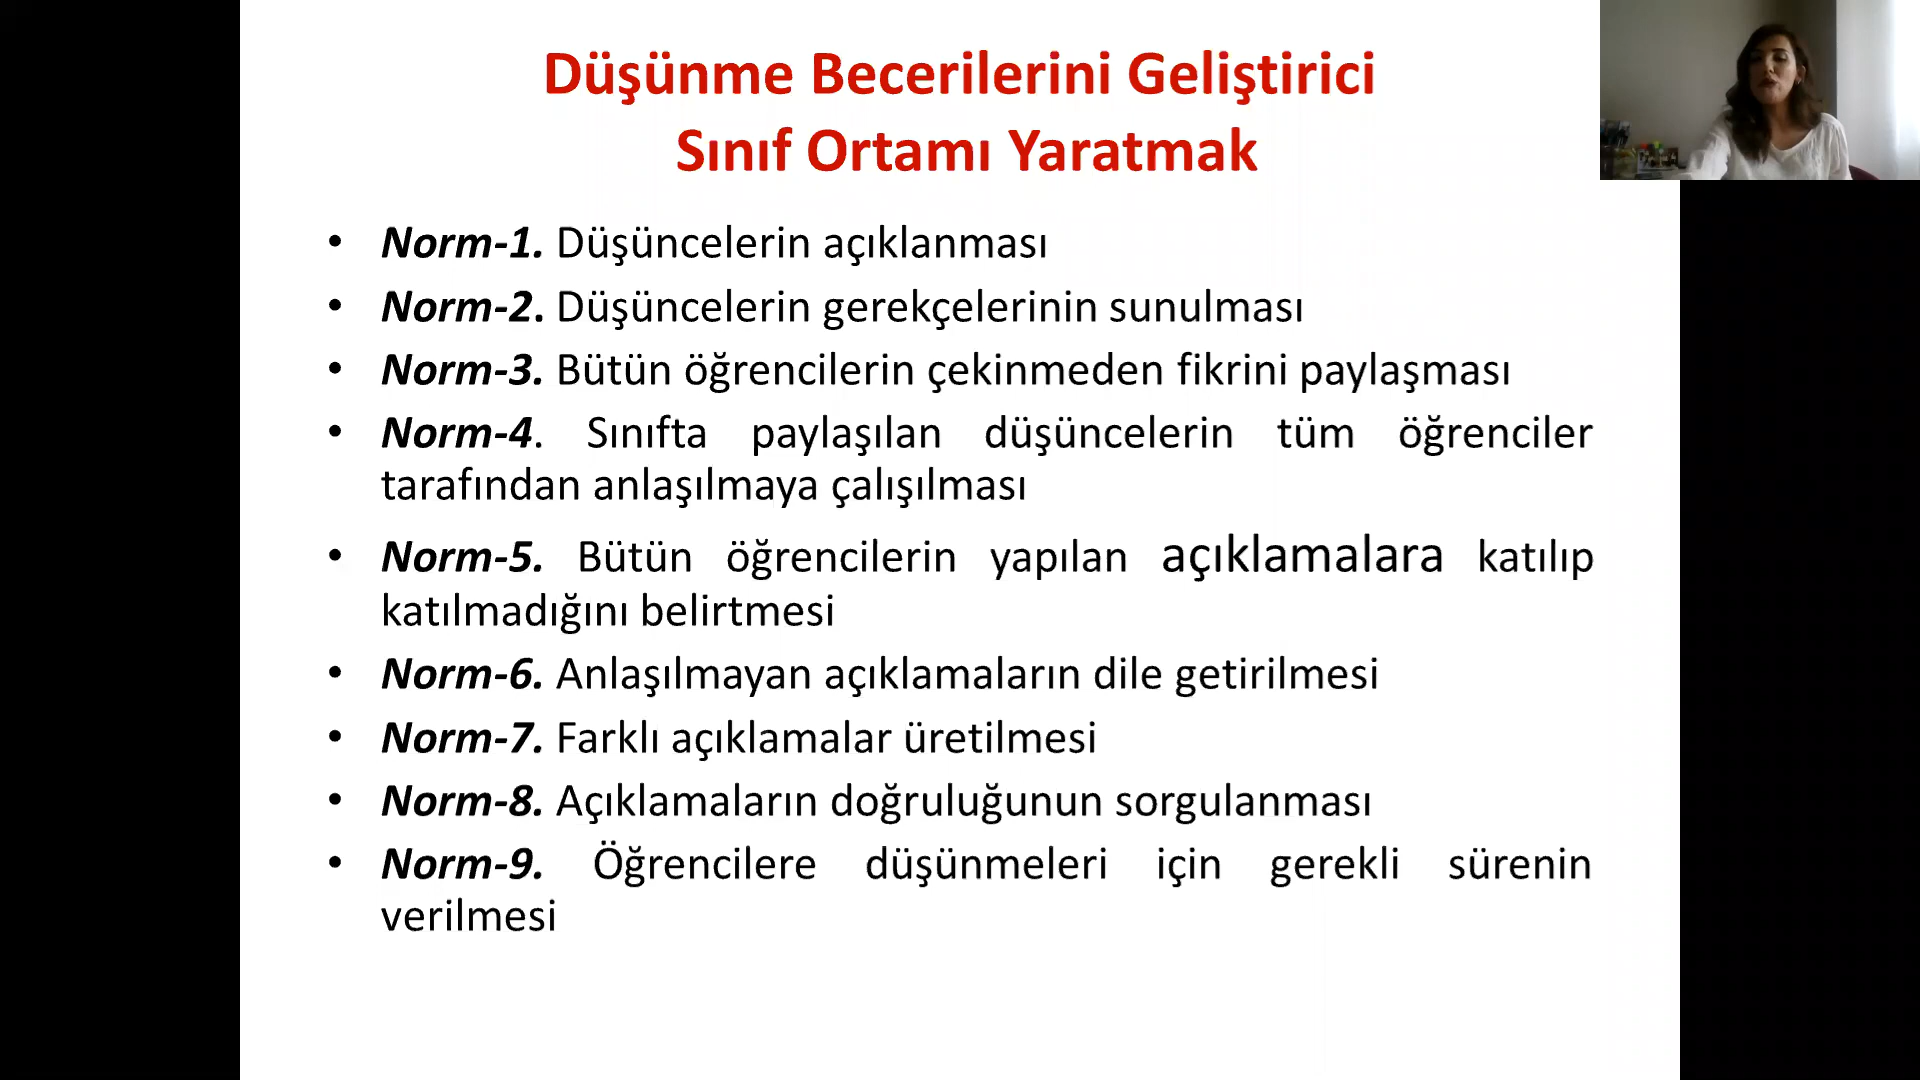 Düşünme Becerilerini Geliştirici
Sınıf Ortamı Yaratmak
• Norm-1. Düşüncelerin açıklanması
• Norm-2. Düşüncelerin gerekçelerinin sunulması
• Norm-3. Bütün öğrencilerin çekinmeden fikrini paylaşması
• Norm-4. Sınıfta paylaşılan düşüncelerin tüm öğrenciler
tarafından anlaşılmaya çalışılması
• Norm-5. Bütün öğrencilerin yapılan açıklamalara katılıp
katılmadığını belirtmesi
• Norm-6. Anlaşılmayan açıklamaların dile getirilmesi
• Norm-7. Farklı açıklamalar üretilmesi
• Norm-8. Açıklamaların doğruluğunun sorgulanması
• Norm-9. Öğrencilere düşünmeleri için gerekli sürenin
verilmesi